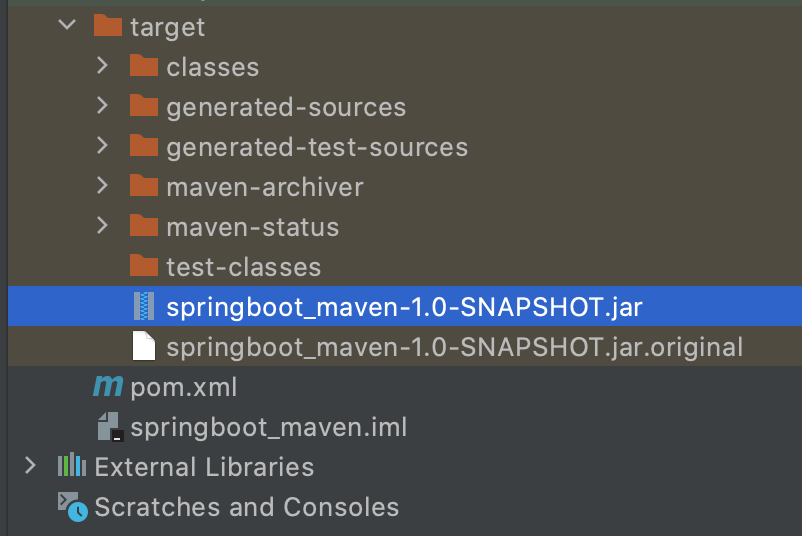 target
classes
generated-sources
generated-test-sources
maven-archiver
maven-status
test-classes
springboot_maven-1.0-SNAPSHOT.jar
springboot_maven-1.0-SNAPSHOT.jar.original
pom.xml
springboot_maven.iml
External Libraries
Scratches and Consoles